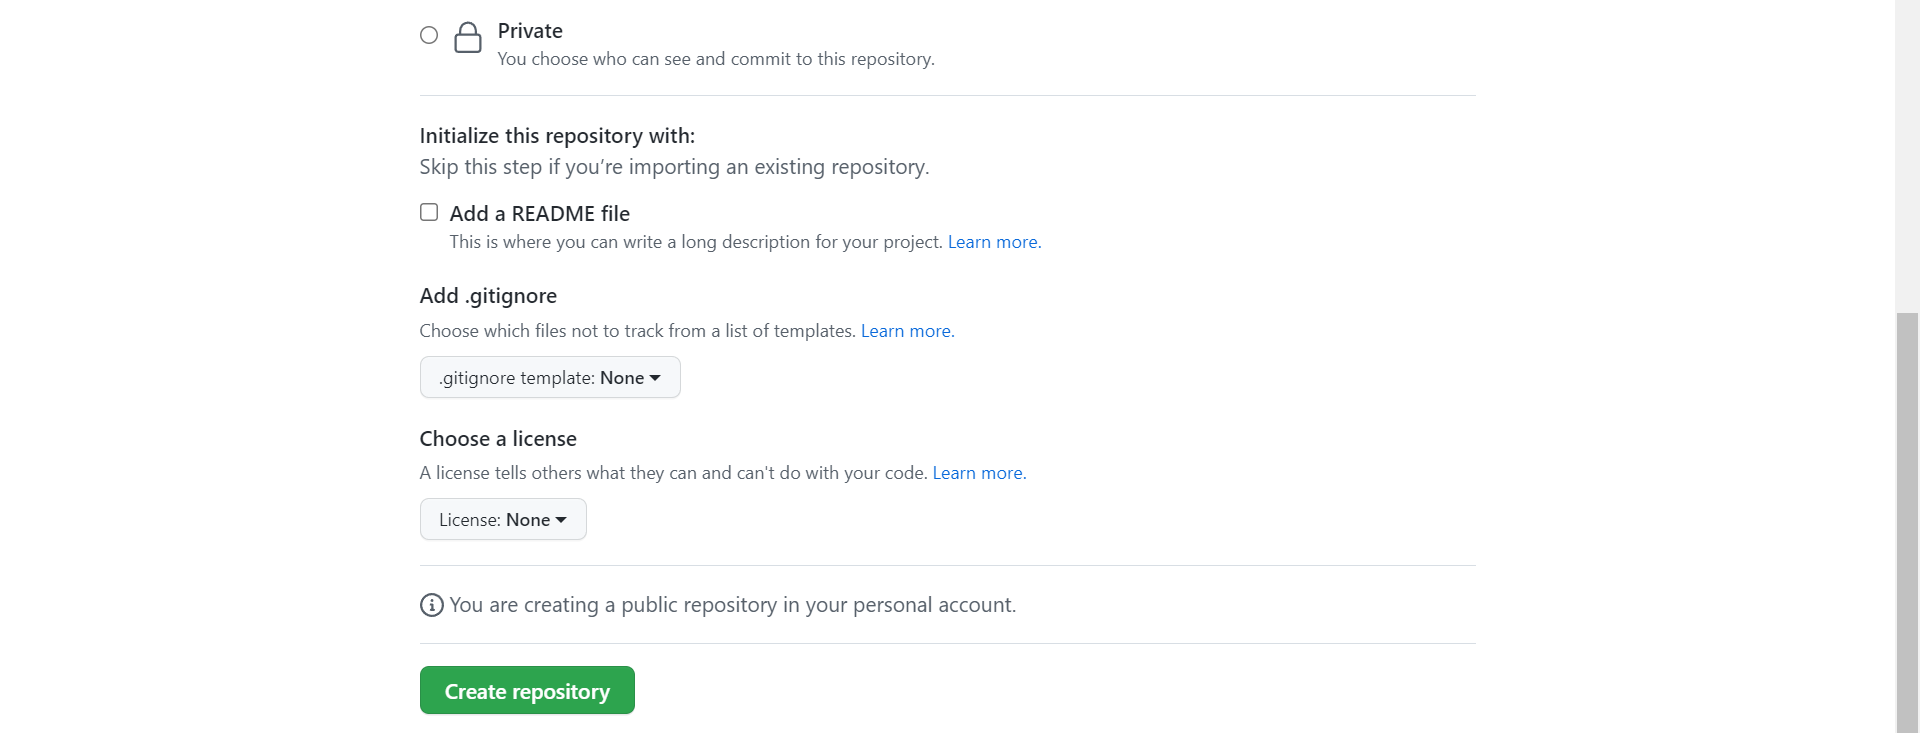 Private
You choose who can see and commit to this repository.
Initialize this repository with:
Skip this step if you’re importing an existing repository.
Add a README file
This is where you can write a long description for your project. Learn more.
Add .gitignore
Choose which files not to track from a list of templates. Learn more.
.gitignore template: None
Choose a license
A license tells others what they can and can't do with your code. Learn more.
License: None
You are creating a public repository in your personal account.
Create repository